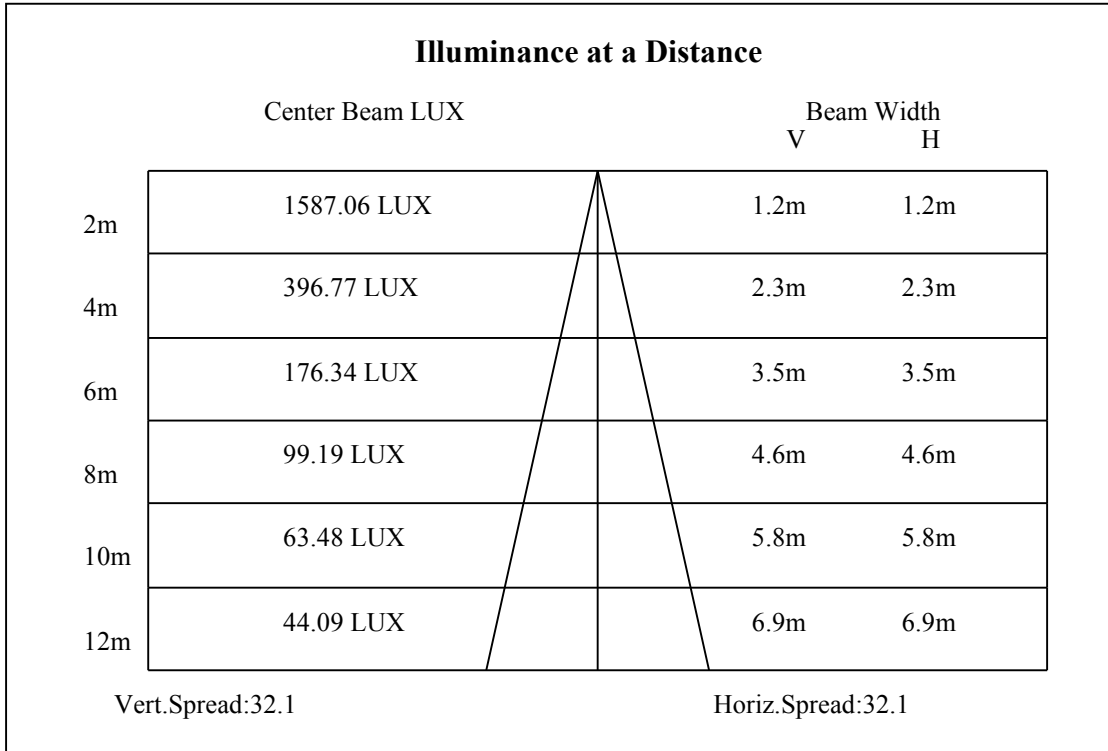 Illuminance at a Distance
Center Beam LUX Beam Width
V H
2m 1587.06 LUX 1.2m 1.2m
4m 396.77 LUX 2.3m 2.3m
6m 176.34 LUX 3.5m 3.5m
8m 99.19 LUX 4.6m 4.6m
10m 63.48 LUX 5.8m 5.8m
12m 44.09 LUX 6.9m 6.9m
Vert.Spread:32.1 Horiz.Spread:32.1